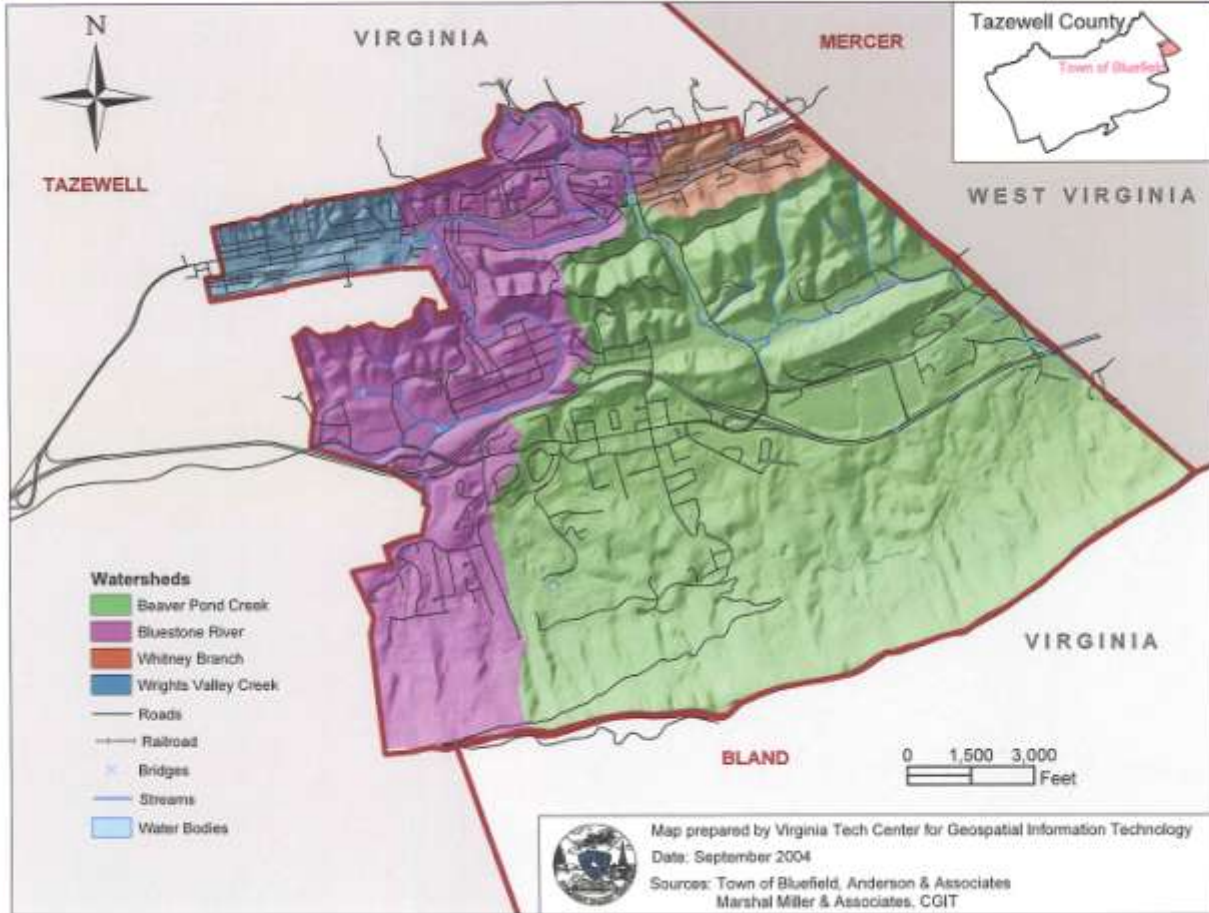 N
VIRGINIA
MERCER
Tazewell County
Town of Bluefield
TAZEWELL
WEST VIRGINIA
Watersheds
Beaver Pond Creek
Bluestone River
Whitney Branch
Wrights Valley Creek
Roads
Railroad
Bridges
Streams
Water Bodies
VIRGINIA
BLAND
0 1,500 3,000
Feet
Map prepared by Virginia Tech Center for Geospatial Information Technology
Date: September 2004
Sources: Town of Bluefield, Anderson & Associates
Marshal Miller & Associates, CGIT